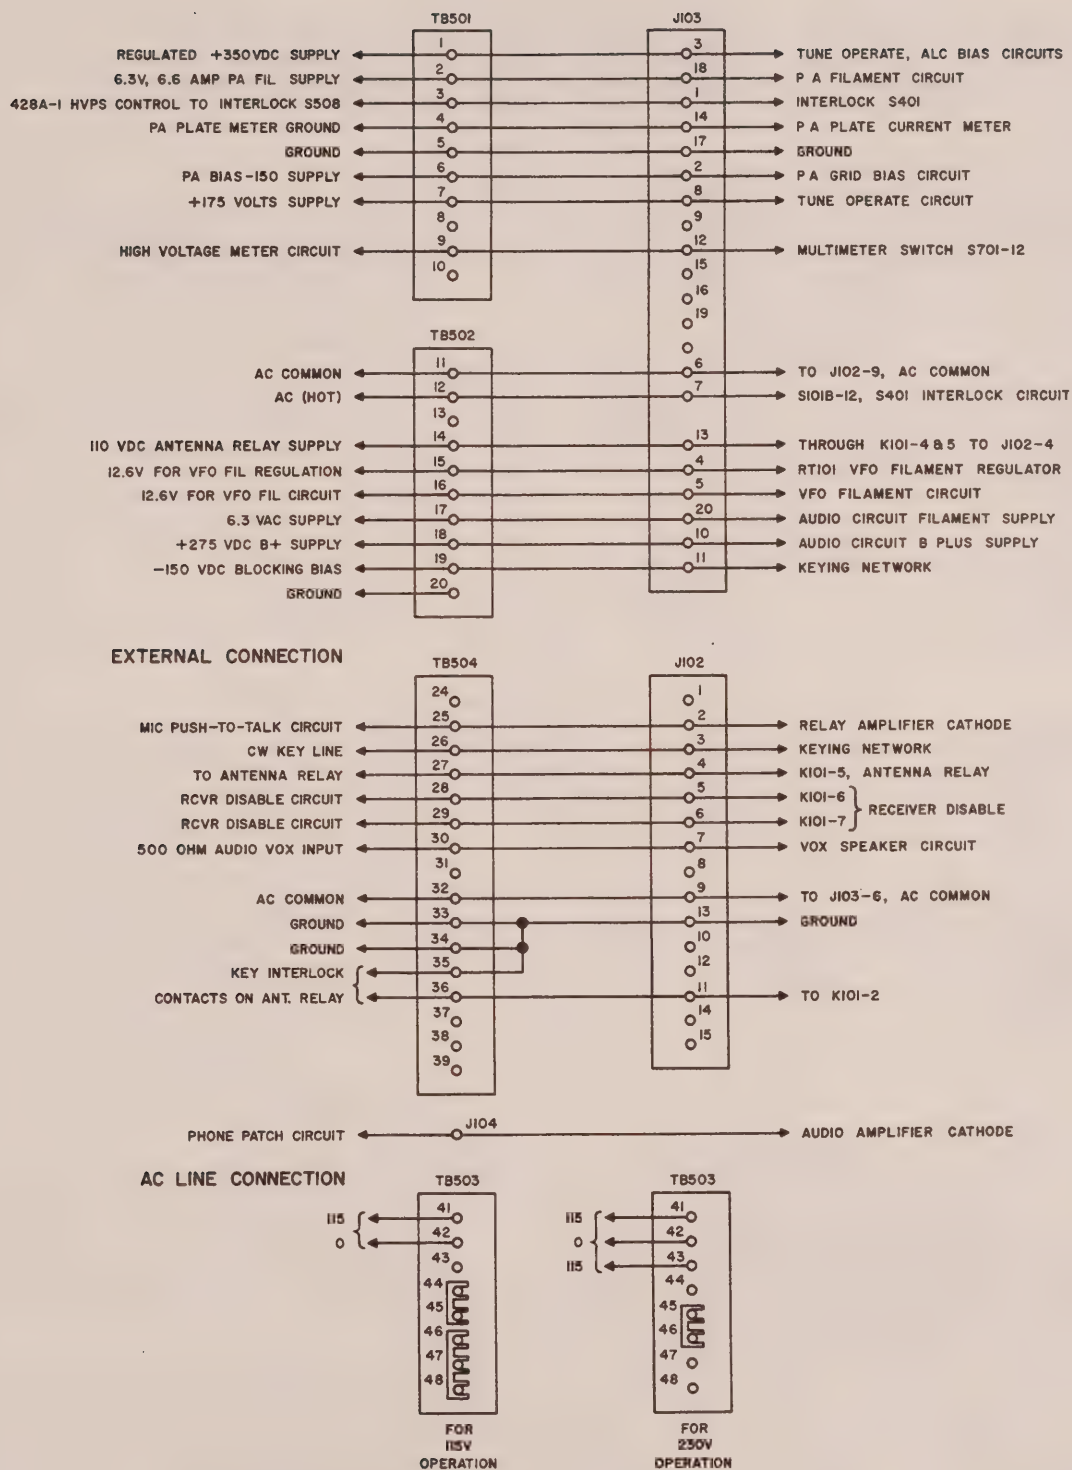 TB501 J103
REGULATED +350VDC SUPPLY 1 3 TUNE OPERATE, ALC BIAS CIRCUITS
6.3V, 6.6 AMP PA FIL SUPPLY 2 18 P A FILAMENT CIRCUIT
428A-1 HVPS CONTROL TO INTERLOCK S508 3 1 INTERLOCK S401
PA PLATE METER GROUND 4 14 P A PLATE CURRENT METER
GROUND 5 17 GROUND
PA BIAS-150 SUPPLY 6 2 P A GRID BIAS CIRCUIT
+175 VOLTS SUPPLY 7 8 TUNE OPERATE CIRCUIT
8 9
HIGH VOLTAGE METER CIRCUIT 9 12 MULTIMETER SWITCH S701-12
10 15
16
19
TB502
AC COMMON 11 6 TO J102-9, AC COMMON
AC (HOT) 12 7 S101B-12, S401 INTERLOCK CIRCUIT
13
110 VDC ANTENNA RELAY SUPPLY 14 13 THROUGH K101-4 & 5 TO J102-4
12.6V FOR VFO FIL REGULATION 15 4 RT101 VFO FILAMENT REGULATOR
12.6V FOR VFO FIL CIRCUIT 16 5 VFO FILAMENT CIRCUIT
6.3 VAC SUPPLY 17 20 AUDIO CIRCUIT FILAMENT SUPPLY
+275 VDC B+ SUPPLY 18 10 AUDIO CIRCUIT B PLUS SUPPLY
-150 VDC BLOCKING BIAS 19 11 KEYING NETWORK
GROUND 20
EXTERNAL CONNECTION
TB504 J102
24 1
MIC PUSH-TO-TALK CIRCUIT 25 2 RELAY AMPLIFIER CATHODE
CW KEY LINE 26 3 KEYING NETWORK
TO ANTENNA RELAY 27 4 K101-5, ANTENNA RELAY
RCVR DISABLE CIRCUIT 28 5 K101-6
RECEIVER DISABLE
RCVR DISABLE CIRCUIT 29 6 K101-7
500 OHM AUDIO VOX INPUT 30 7 VOX SPEAKER CIRCUIT
31 8
AC COMMON 32 9 TO J103-6, AC COMMON
GROUND 33 13 GROUND
GROUND 34 10
KEY INTERLOCK 35 12
CONTACTS ON ANT. RELAY 36 11 TO K101-2
37 14
38 15
39
PHONE PATCH CIRCUIT J104 AUDIO AMPLIFIER CATHODE
AC LINE CONNECTION
TB503 TB503
115 41 115 41
0 42 0 42
43 115 43
44 44
45 45
46 46
47 47
48 48
FOR FOR
115V 230V
OPERATION OPERATION